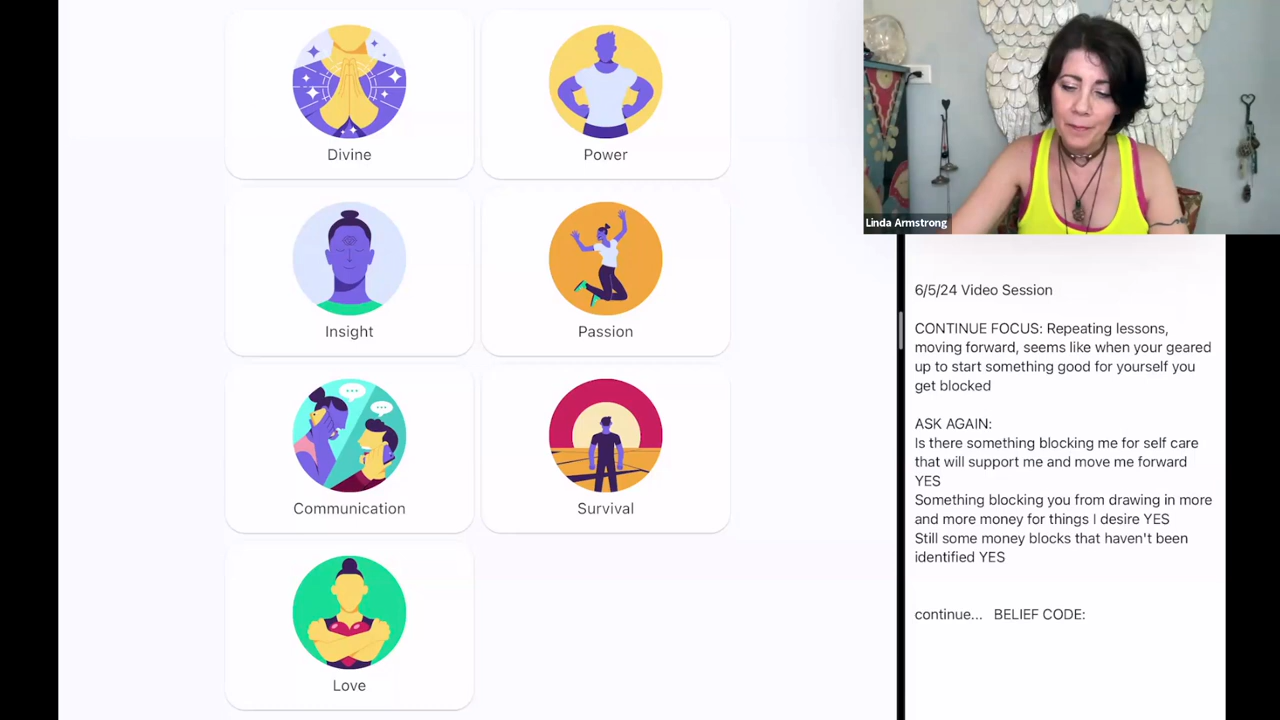 Divine
Power
Insight
Passion
Communication
Survival
Love
Linda Armstrong
6/5/24 Video Session
CONTINUE FOCUS: Repeating lessons,
moving forward, seems like when your geared
up to start something good for yourself you
get blocked
ASK AGAIN:
Is there something blocking me for self care
that will support me and move me forward
YES
Something blocking you from drawing in more
and more money for things I desire YES
Still some money blocks that haven't been
identified YES
continue... BELIEF CODE: